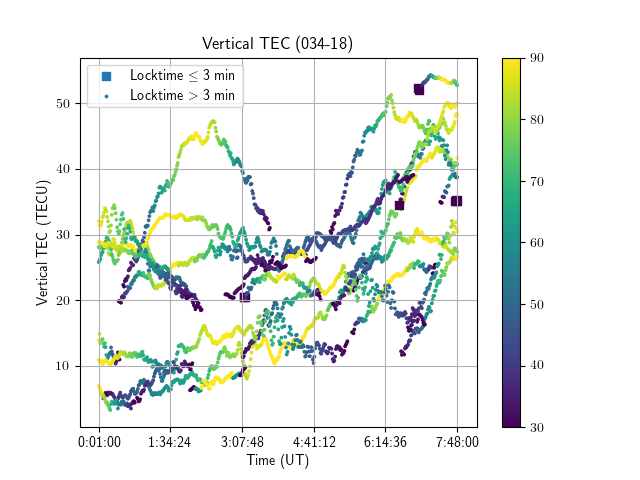 Vertical TEC (034-18)
Locktime ≤ 3 min
Locktime > 3 min
Vertical TEC (TECU)
50
40
30
20
10
0:01:00 1:34:24 3:07:48 4:41:12 6:14:36 7:48:00
Time (UT)
90
80
70
60
50
40
30